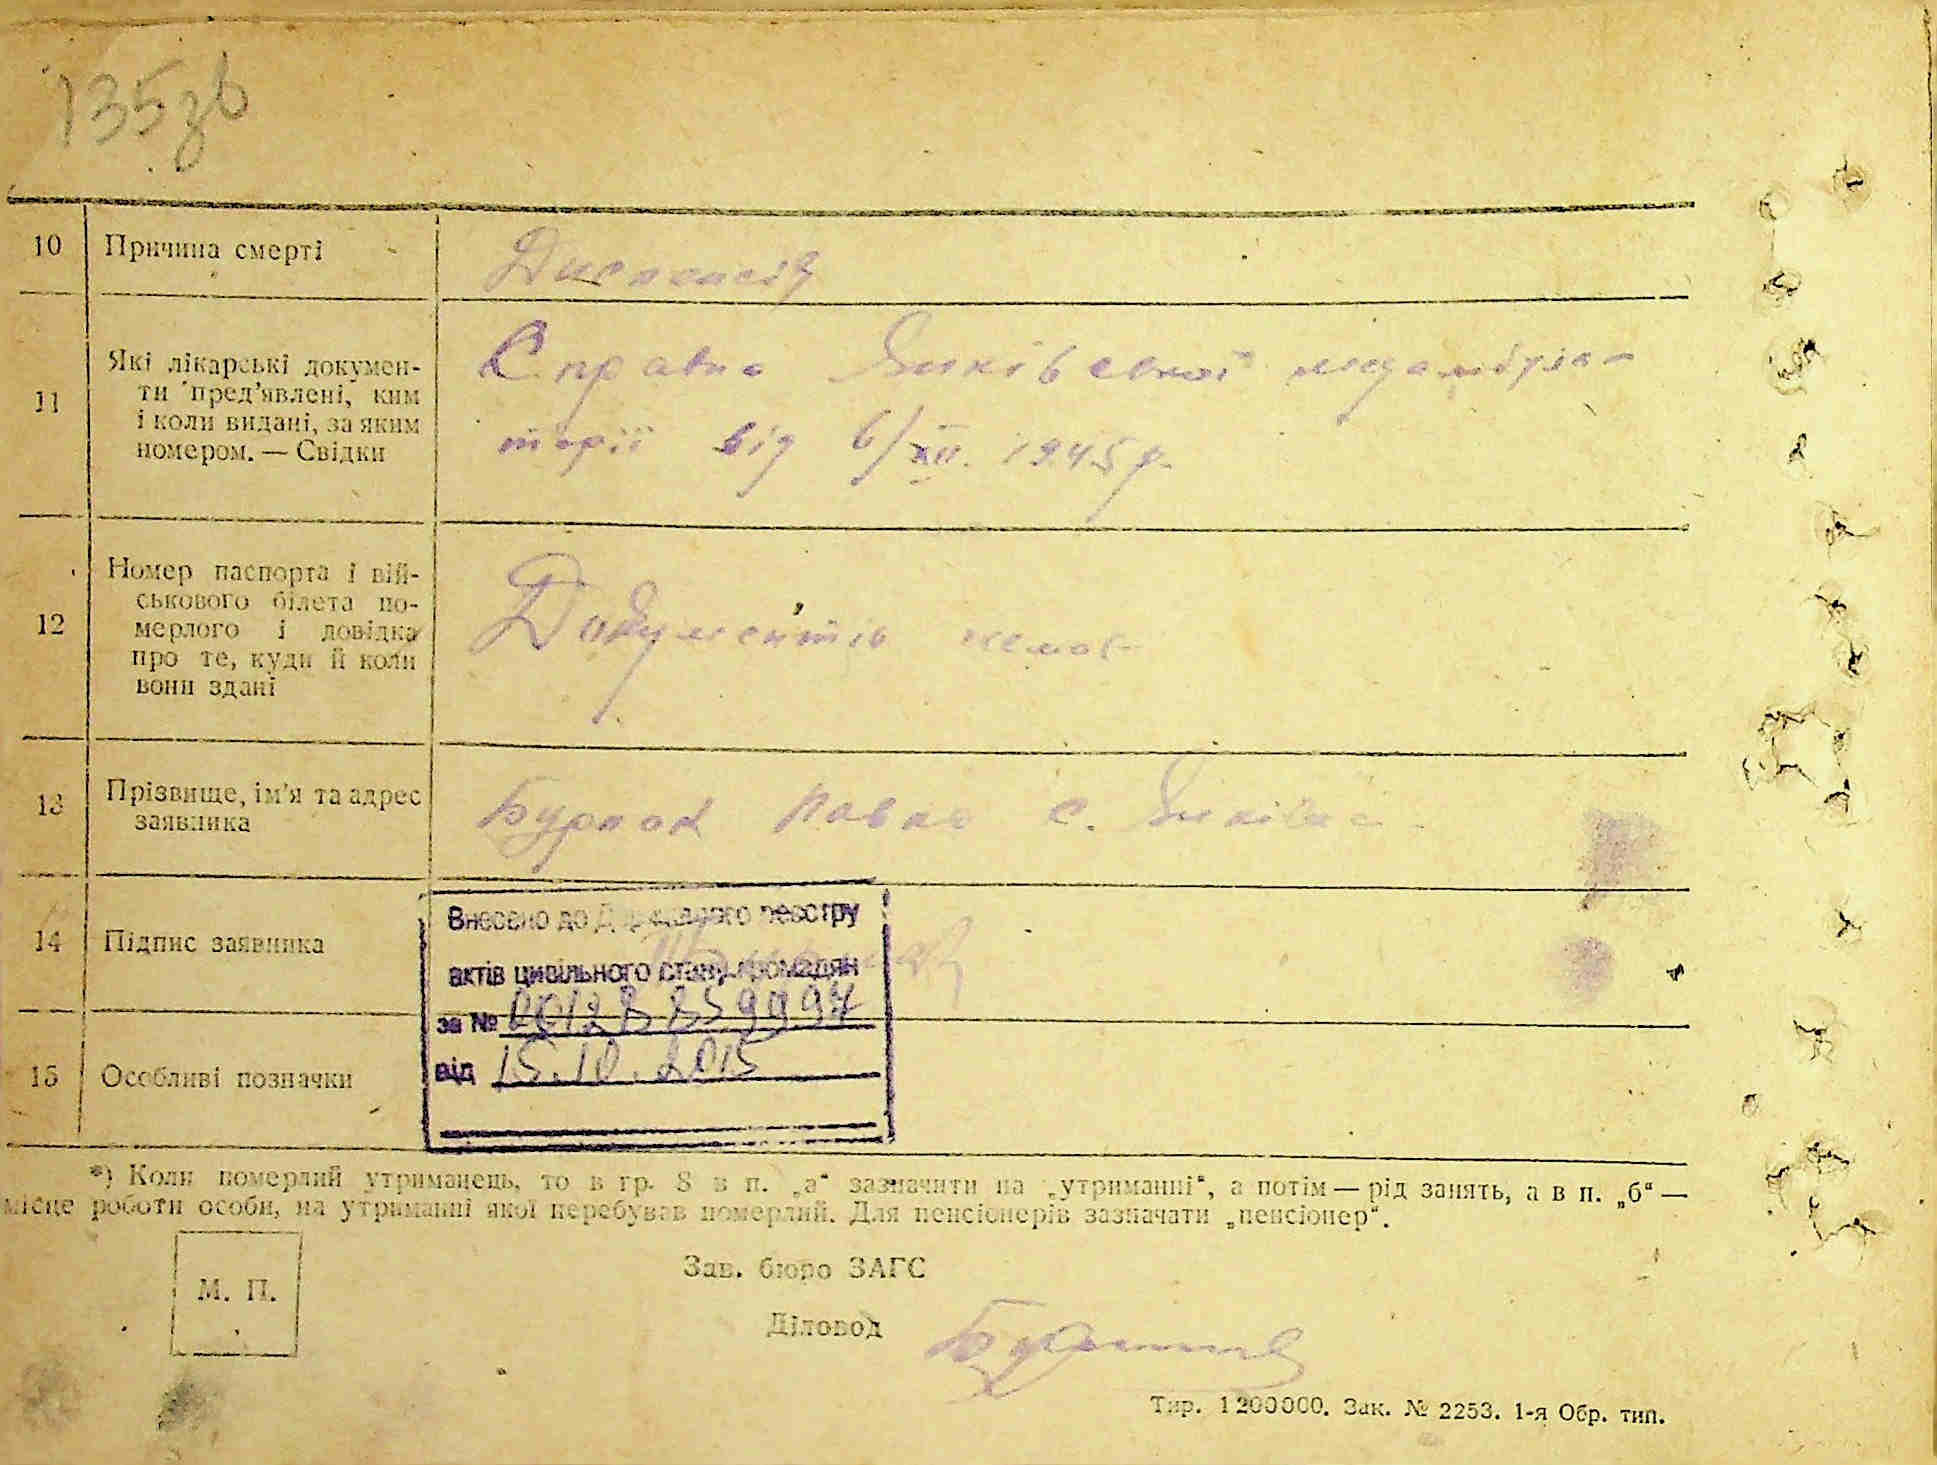 135зв
10 Причина смерті Диспепсія
11 Які лікарські документи пред'явлені, ким і коли видані, за яким номером. — Свідки
Справка Янківської медамбулаторії від 6/XII. 1945 р.
12 Номер паспорта і військового білета померлого і довідка про те, куди й коли вони здані
Документів немає
13 Прізвище, ім'я та адрес заявника
Бурлак Павло с.
14 Підпис заявника
Внесено до Державного реєстру
актів цивільного стану громадян
за №
від 15.10.2015
15 Особливі позначки
*) Коли померлий утриманець, то в гр. 8 в п. „а" зазначити на „утриманні", а потім — рід занять, а в п. „б" —
місце роботи особи, на утриманні якої перебував померлий. Для пенсіонерів зазначати „пенсіонер".
М. П.
Зав. бюро ЗАГС
Діловод
Тир. 1200000. Зак. № 2253. 1-я Обр. тип.